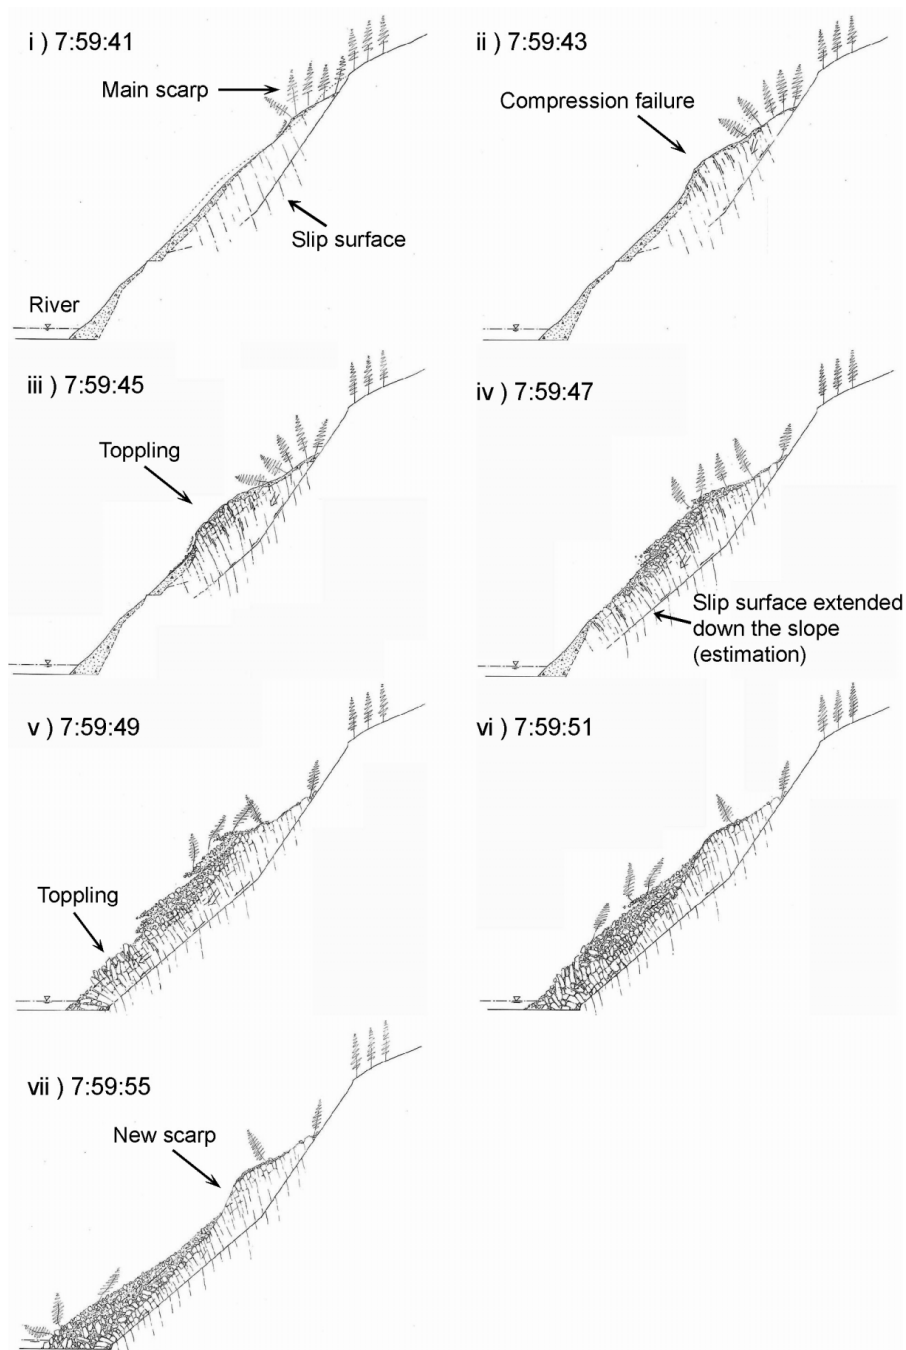 i ) 7:59:41
Main scarp
Slip surface
River
ii ) 7:59:43
Compression failure
iii ) 7:59:45
Toppling
iv ) 7:59:47
Slip surface extended
down the slope
(estimation)
v ) 7:59:49
Toppling
vi ) 7:59:51
vii ) 7:59:55
New scarp